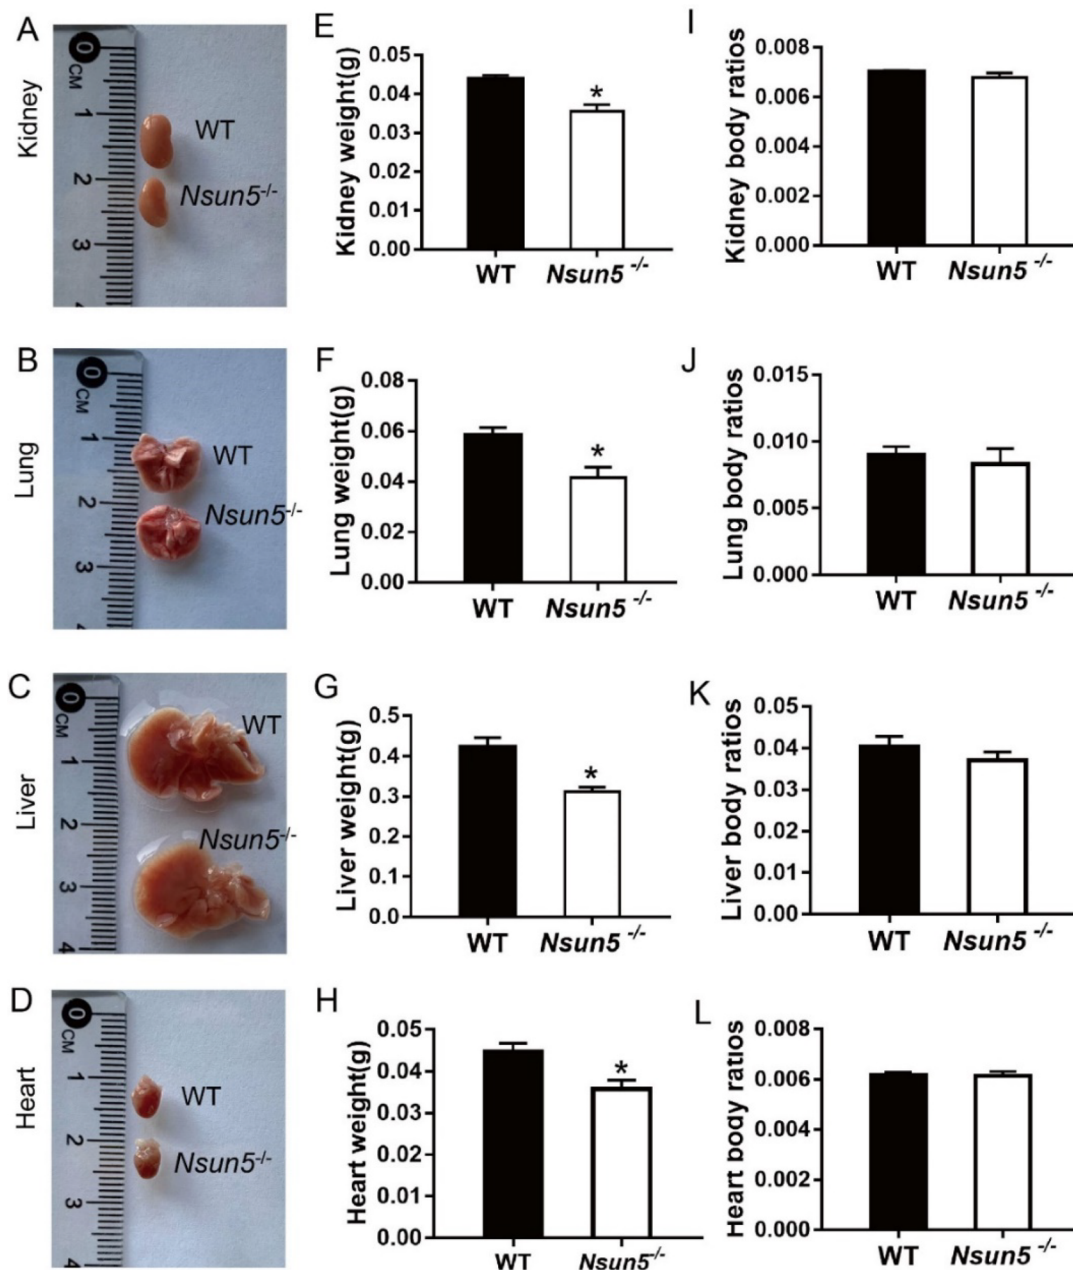 A
Kidney
0
CM
1
2
3
WT
Nsun5-/-
E
Kidney weight(g)
0.05
0.04
0.03
0.02
0.01
0.00
*
WT
Nsun5 -/-
I
Kidney body ratios
0.008
0.006
0.004
0.002
0.000
WT
Nsun5 -/-
B
Lung
0
CM
1
2
3
WT
Nsun5-/-
F
Lung weight(g)
0.08
0.06
0.04
0.02
0.00
*
WT
Nsun5 -/-
J
Lung body ratios
0.015
0.010
0.005
0.000
WT
Nsun5 -/-
C
Liver
0
CM
1
2
3
4
WT
Nsun5-/-
G
Liver weight(g)
0.5
0.4
0.3
0.2
0.1
0.0
*
WT
Nsun5 -/-
K
Liver body ratios
0.05
0.04
0.03
0.02
0.01
0.00
WT
Nsun5 -/-
D
Heart
0
CM
1
2
3
4
WT
Nsun5-/-
H
Heart weight(g)
0.05
0.04
0.03
0.02
0.01
0.00
*
WT
Nsun5-/-
L
Heart body ratios
0.008
0.006
0.004
0.002
0.000
WT
Nsun5 -/-